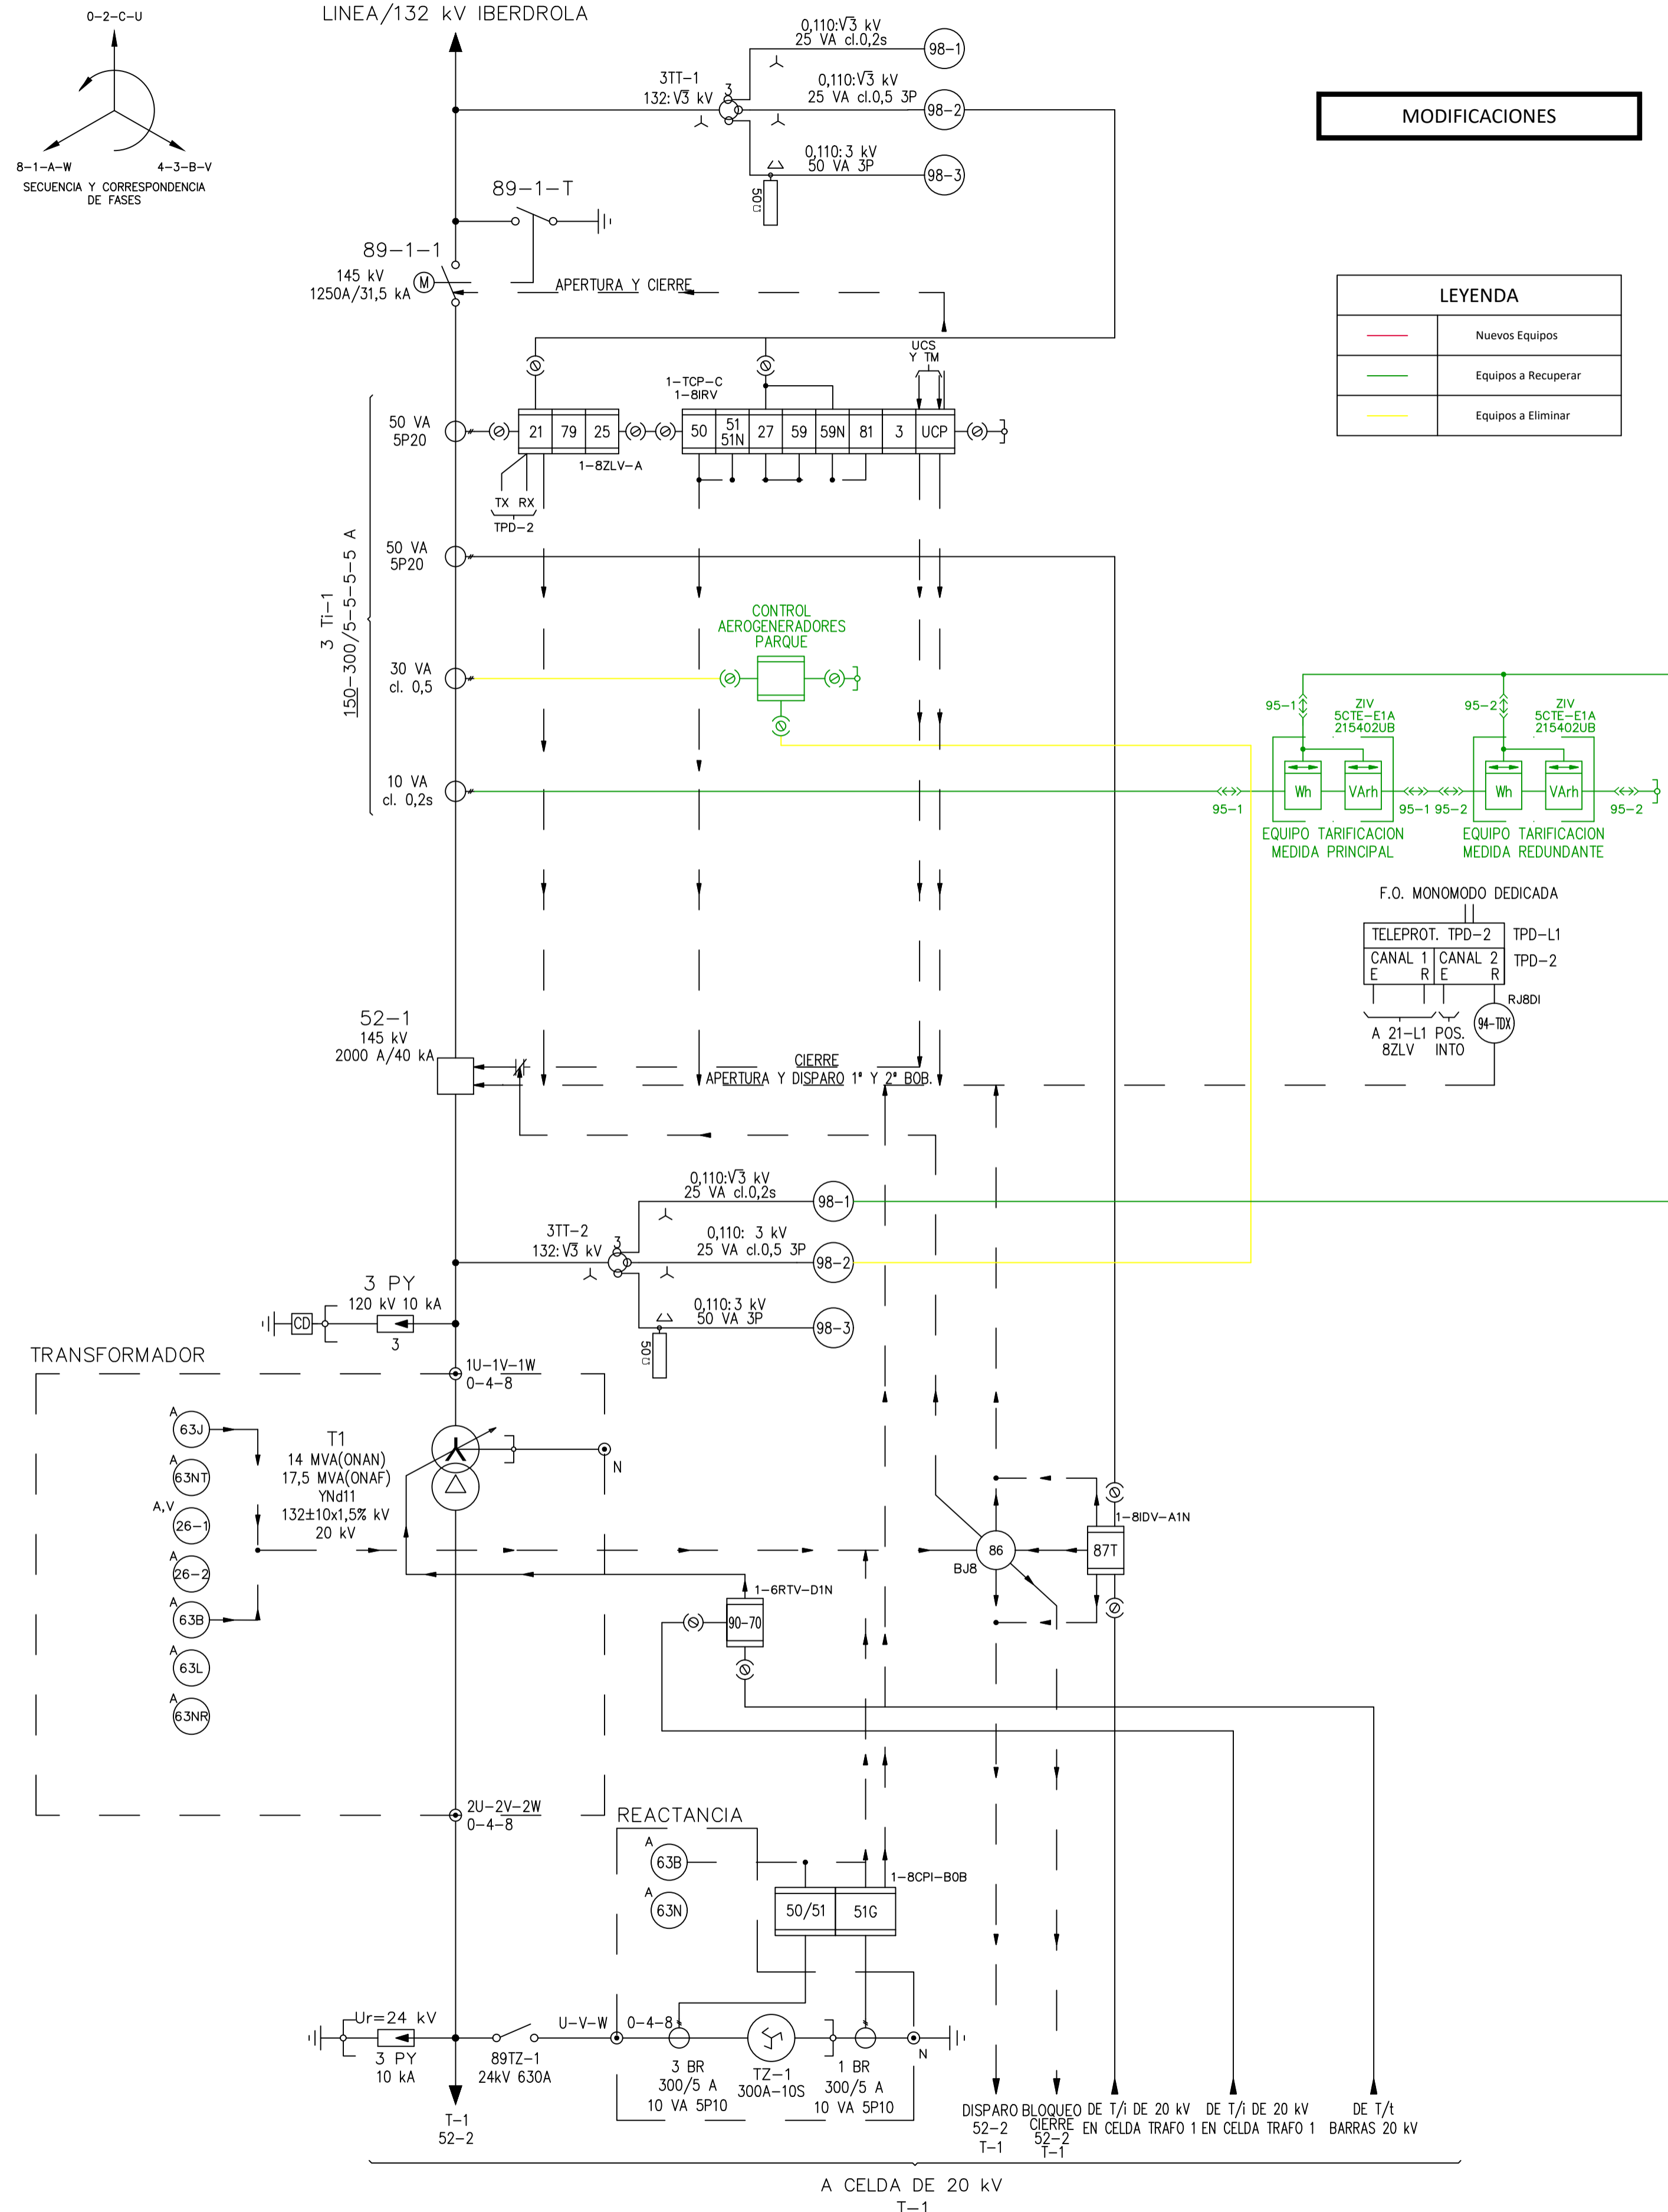 0-2-C-U
8-1-A-W
4-3-B-V
SECUENCIA Y CORRESPONDENCIA
DE FASES
LINEA/132 kV IBERDROLA
3TT-1
132:√3 kV
3
0,110:√3 kV
25 VA cl.0,2s
98-1
0,110:√3 kV
25 VA cl.0,5 3P
98-2
0,110:3 kV
50 VA 3P
98-3
50Ω
MODIFICACIONES
LEYENDA
Nuevos Equipos
Equipos a Recuperar
Equipos a Eliminar
89-1-T
89-1-1
145 kV
1250A/31,5 kA
M
APERTURA Y CIERRE
UCS
Y TM
1-TCP-C
1-8IRV
21
79
25
1-8ZLV-A
50
51
51N
27
59
59N
81
3
UCP
TX RX
TPD-2
3 Ti-1
150-300/5-5-5-5-5 A
50 VA
5P20
50 VA
5P20
30 VA
cl. 0,5
10 VA
cl. 0,2s
CONTROL
AEROGENERADORES
PARQUE
95-1
ZIV
5CTE-E1A
215402UB
95-2
ZIV
5CTE-E1A
215402UB
Wh
VArh
Wh
VArh
95-1
95-1
95-2
95-2
EQUIPO TARIFICACION
MEDIDA PRINCIPAL
EQUIPO TARIFICACION
MEDIDA REDUNDANTE
F.O. MONOMODO DEDICADA
TELEPROT. TPD-2
TPD-L1
CANAL 1
E R
CANAL 2
E R
TPD-2
RJ8DI
94-TDX
A 21-L1
8ZLV
POS.
INTO
52-1
145 kV
2000 A/40 kA
CIERRE
APERTURA Y DISPARO 1ª Y 2ª BOB.
3TT-2
132:√3 kV
3
0,110:√3 kV
25 VA cl.0,2s
98-1
0,110: 3 kV
25 VA cl.0,5 3P
98-2
0,110:3 kV
50 VA 3P
98-3
50Ω
3 PY
120 kV 10 kA
CD
3
TRANSFORMADOR
1U-1V-1W
0-4-8
A
63J
A
63NT
A,V
26-1
A
26-2
A
63B
A
63L
A
63NR
T1
14 MVA(ONAN)
17,5 MVA(ONAF)
YNd11
132±10x1,5% kV
20 kV
N
86
BJ8
1-8IDV-A1N
87T
1-6RTV-D1N
90-70
2U-2V-2W
0-4-8
REACTANCIA
A
63B
A
63N
1-8CPI-B0B
50/51
51G
Ur=24 kV
3 PY
10 kA
89TZ-1
24kV 630A
U-V-W
0-4-8
3 BR
300/5 A
10 VA 5P10
TZ-1
300A-10S
1 BR
300/5 A
10 VA 5P10
N
T-1
52-2
DISPARO
52-2
T-1
BLOQUEO
CIERRE
52-2
T-1
DE T/i DE 20 kV
EN CELDA TRAFO 1
DE T/i DE 20 kV
EN CELDA TRAFO 1
DE T/t
BARRAS 20 kV
A CELDA DE 20 kV
T-1